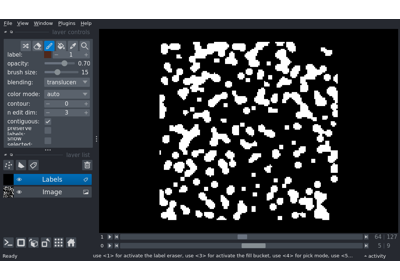 File View Window Plugins Help
layer controls
label: 1
opacity: 0.70
brush size: 15
blending: translucen
color mode: auto
contour: 0
n edit dim: 3
contiguous:
preserve labels:
show selected:
layer list
Labels
Image
1 64 127
0 5 9
Ready use <1> for activate the label eraser, use <3> for activate the fill bucket, use <4> for pick mode, use <5... activity